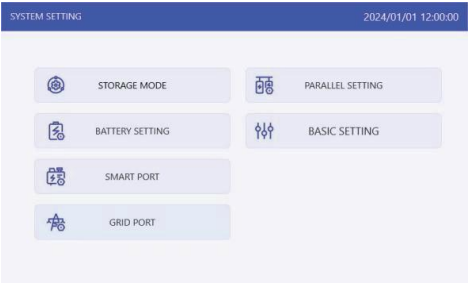 SYSTEM SETTING
2024/01/01 12:00:00
STORAGE MODE
PARALLEL SETTING
BATTERY SETTING
BASIC SETTING
SMART PORT
GRID PORT